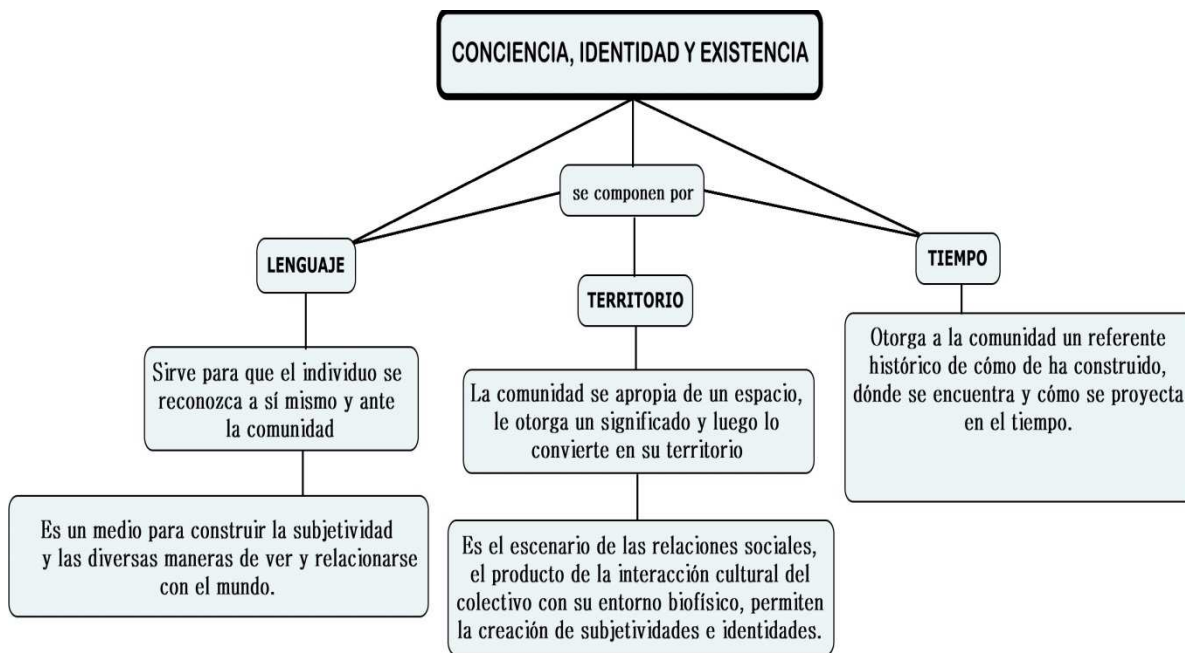 CONCIENCIA, IDENTIDAD Y EXISTENCIA
se componen por
LENGUAJE
Sirve para que el individuo se
reconozca a sí mismo y ante
la comunidad
Es un medio para construir la subjetividad
y las diversas maneras de ver y relacionarse
con el mundo.
TERRITORIO
La comunidad se apropia de un espacio,
le otorga un significado y luego lo
convierte en su territorio
Es el escenario de las relaciones sociales,
el producto de la interacción cultural del
colectivo con su entorno biofísico, permiten
la creación de subjetividades e identidades.
TIEMPO
Otorga a la comunidad un referente
histórico de cómo de ha construido,
dónde se encuentra y cómo se proyecta
en el tiempo.